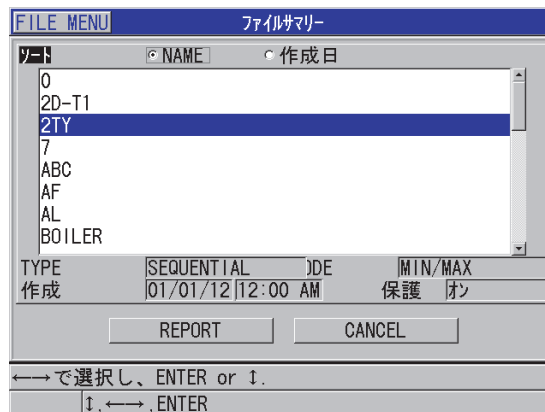 FILE MENU ファイルサマリー
ソート NAME 作成日
0
2D-T1
2TY
7
ABC
AF
AL
BOILER
TYPE SEQUENTIAL ODE MIN/MAX
作成 01/01/12 12:00 AM 保護 オン
REPORT CANCEL
←→で選択し、ENTER or ↕.
↕,←→,ENTER